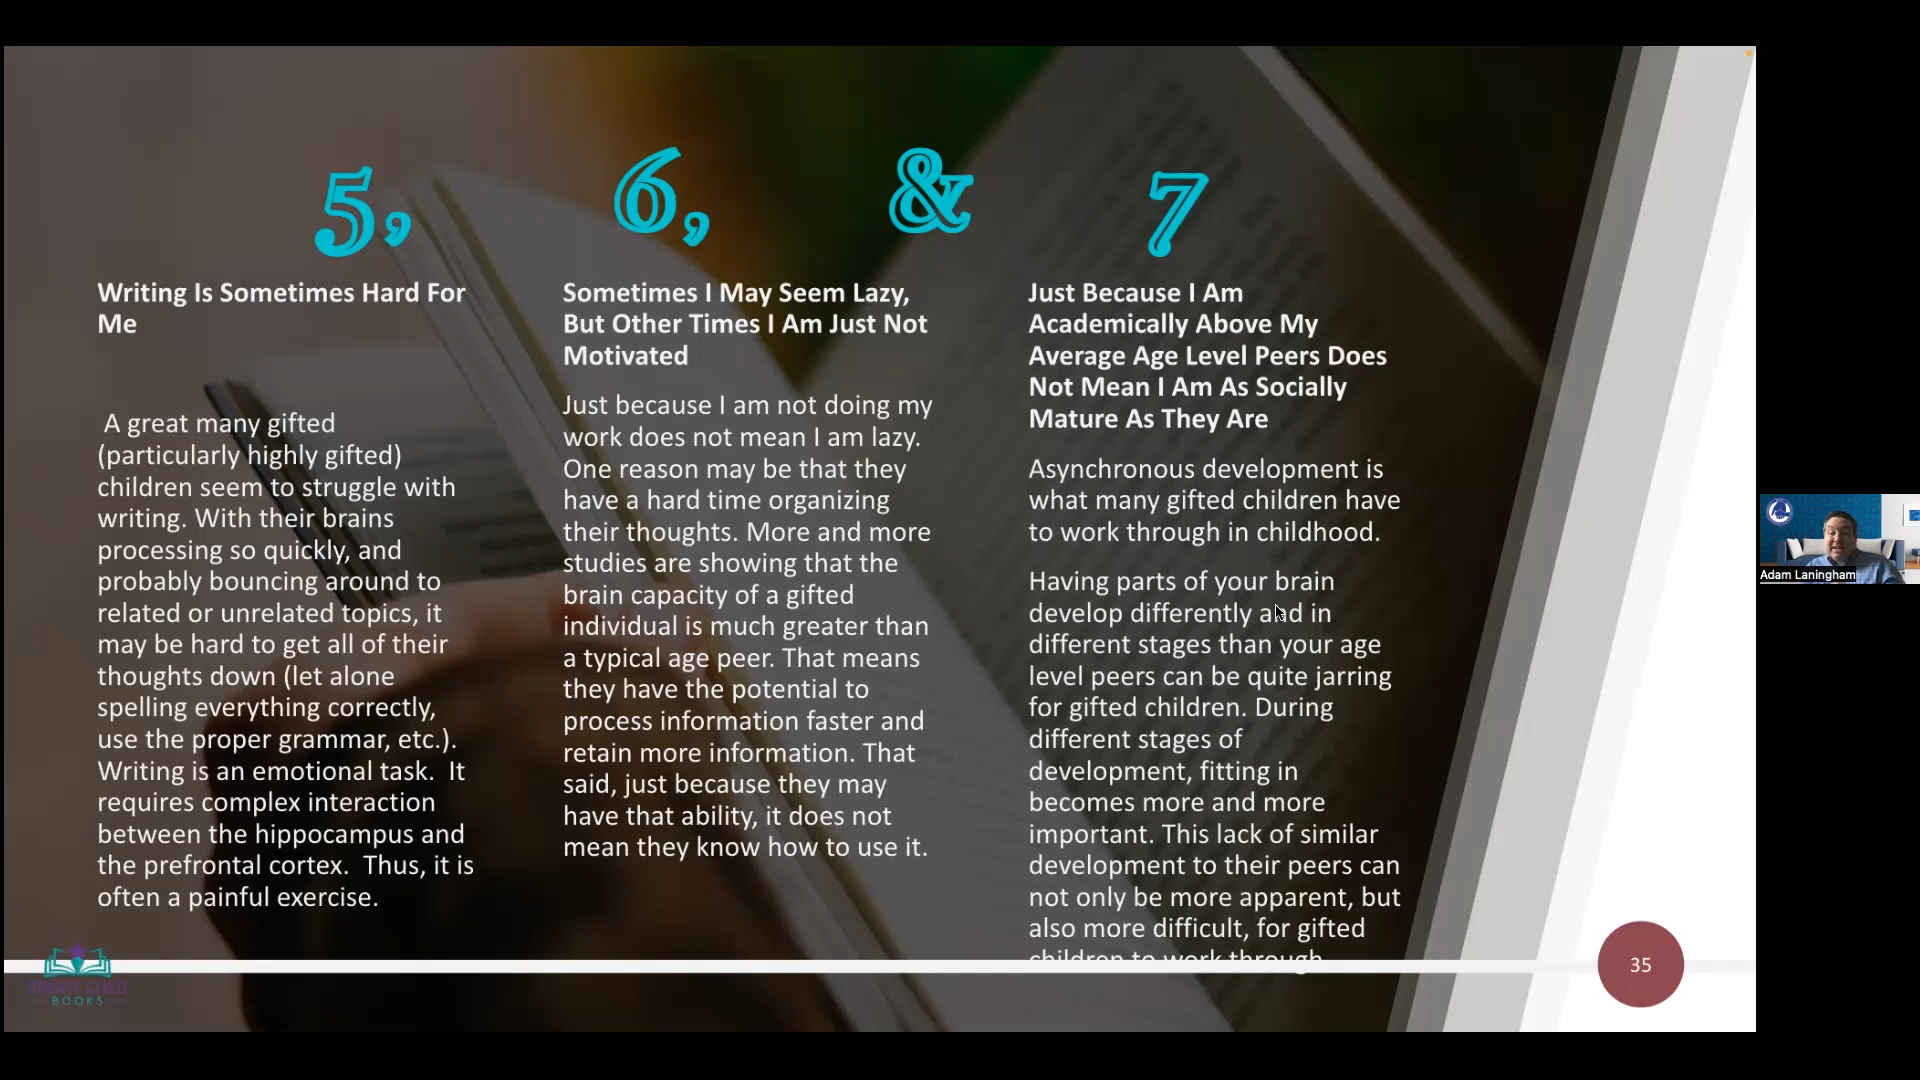 5,
6,
&
7
Writing Is Sometimes Hard For
Me
A great many gifted
(particularly highly gifted)
children seem to struggle with
writing. With their brains
processing so quickly, and
probably bouncing around to
related or unrelated topics, it
may be hard to get all of their
thoughts down (let alone
spelling everything correctly,
use the proper grammar, etc.).
Writing is an emotional task.  It
requires complex interaction
between the hippocampus and
the prefrontal cortex.  Thus, it is
often a painful exercise.
Sometimes I May Seem Lazy,
But Other Times I Am Just Not
Motivated
Just because I am not doing my
work does not mean I am lazy.
One reason may be that they
have a hard time organizing
their thoughts. More and more
studies are showing that the
brain capacity of a gifted
individual is much greater than
a typical age peer. That means
they have the potential to
process information faster and
retain more information. That
said, just because they may
have that ability, it does not
mean they know how to use it.
Just Because I Am
Academically Above My
Average Age Level Peers Does
Not Mean I Am As Socially
Mature As They Are
Asynchronous development is
what many gifted children have
to work through in childhood.
Having parts of your brain
develop differently and in
different stages than your age
level peers can be quite jarring
for gifted children. During
different stages of
development, fitting in
becomes more and more
important. This lack of similar
development to their peers can
not only be more apparent, but
also more difficult, for gifted
children to work through
BRIGHT CHILD
BOOKS
35
Adam Laningham